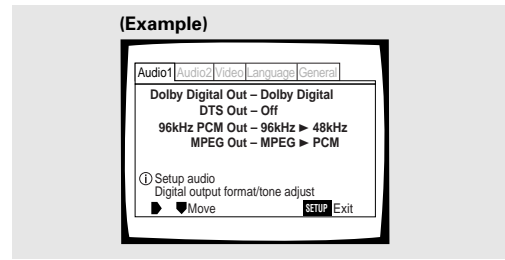 (Example)
Audio1 Audio2 Video Language General
Dolby Digital Out – Dolby Digital
DTS Out – Off
96kHz PCM Out – 96kHz ► 48kHz
MPEG Out – MPEG ► PCM
i Setup audio
Digital output format/tone adjust
Move SETUP Exit